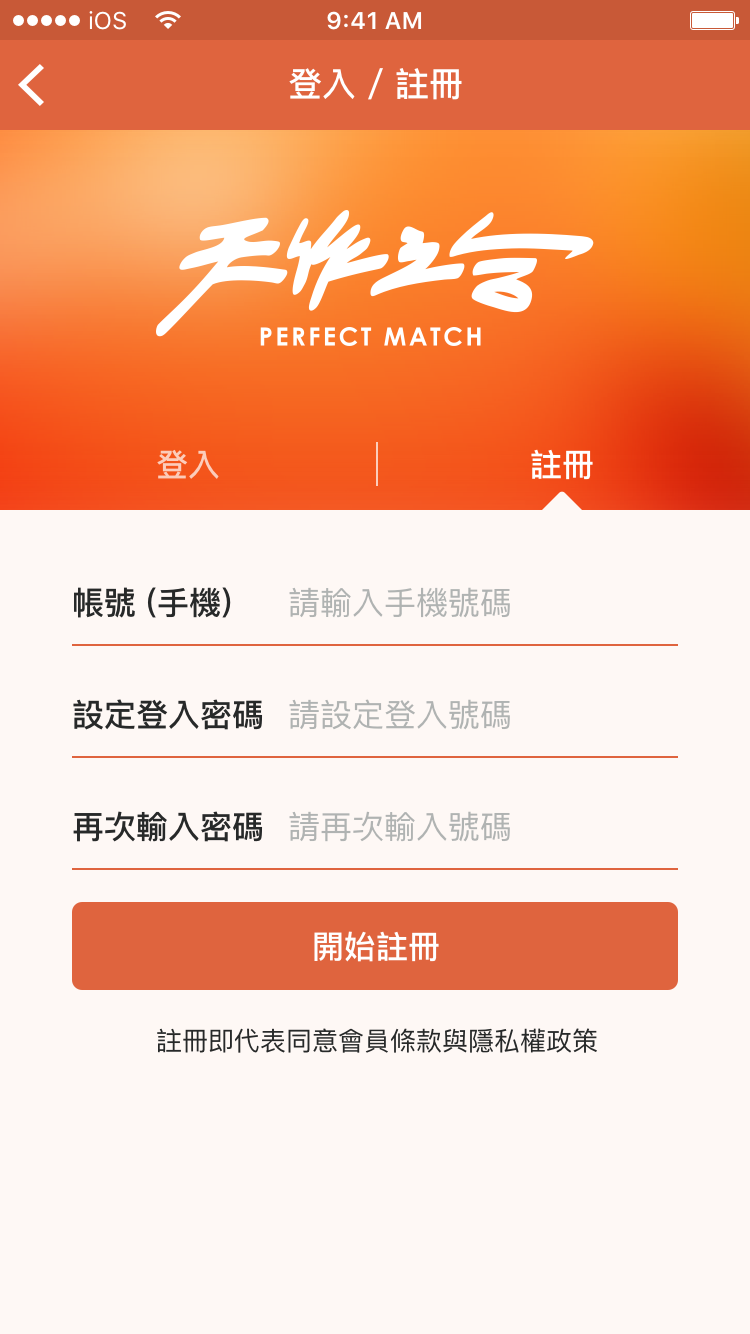 iOS 9:41 AM
登入 / 註冊
天作之合
PERFECT MATCH
登入 註冊
帳號 (手機) 請輸入手機號碼
設定登入密碼 請設定登入號碼
再次輸入密碼 請再次輸入號碼
開始註冊
註冊即代表同意會員條款與隱私權政策